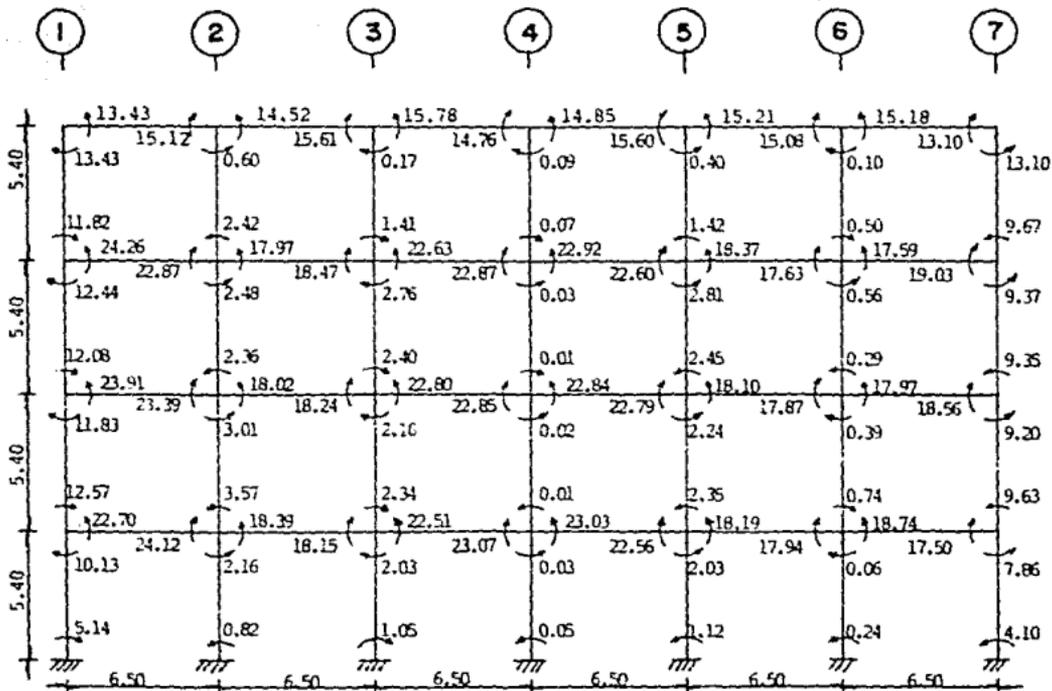 1 2 3 4 5 6 7
13.43 14.52 15.78 14.85 15.21 15.18
15.12 15.61 14.76 15.60 15.08 13.10
13.43 0.60 0.17 0.09 0.40 0.10 13.10
5.40
11.82 2.42 1.41 0.07 1.42 0.50 9.67
24.26 17.97 22.63 22.92 18.37 17.59
22.87 18.47 22.87 22.60 17.63 19.03
12.44 2.48 2.76 0.03 2.81 0.56 9.37
5.40
12.08 2.36 2.40 0.01 2.45 0.29 9.35
23.91 18.02 22.80 22.84 18.10 17.97
23.39 18.24 22.85 22.79 17.87 18.56
11.83 3.01 2.16 0.02 2.24 0.39 9.20
5.40
12.57 3.57 2.34 0.01 2.35 0.74 9.63
22.70 18.39 22.51 23.03 18.19 18.74
24.12 18.15 23.07 22.56 17.94 17.50
10.13 2.16 2.03 0.03 2.03 0.06 7.86
5.40
5.14 0.82 1.05 0.05 1.12 0.24 4.10
6.50 6.50 6.50 6.50 6.50 6.50